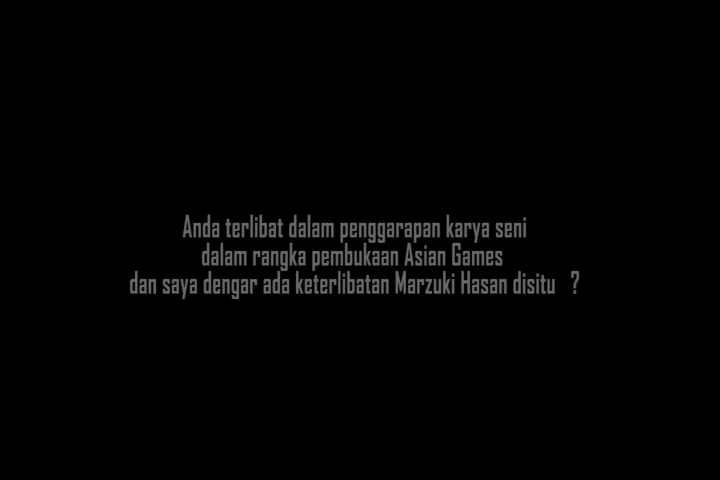 Anda terlibat dalam penggarapan karya seni
dalam rangka pembukaan Asian Games
dan saya dengar ada keterlibatan Marzuki Hasan disitu ?